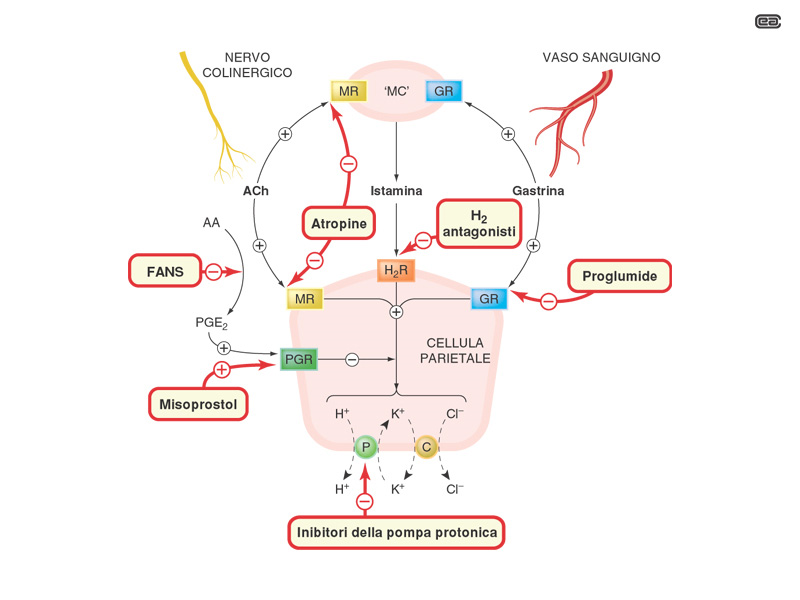 NERVO
COLINERGICO
VASO SANGUIGNO
MR
‘MC’
GR
+
+
−
ACh
Istamina
Gastrina
AA
Atropine
H₂
antagonisti
+
−
−
+
FANS
−
H₂R
Proglumide
MR
GR
−
+
PGE₂
+
CELLULA
PARIETALE
PGR
−
+
Misoprostol
H⁺
K⁺
Cl⁻
P
C
H⁺
K⁺
Cl⁻
−
Inibitori della pompa protonica